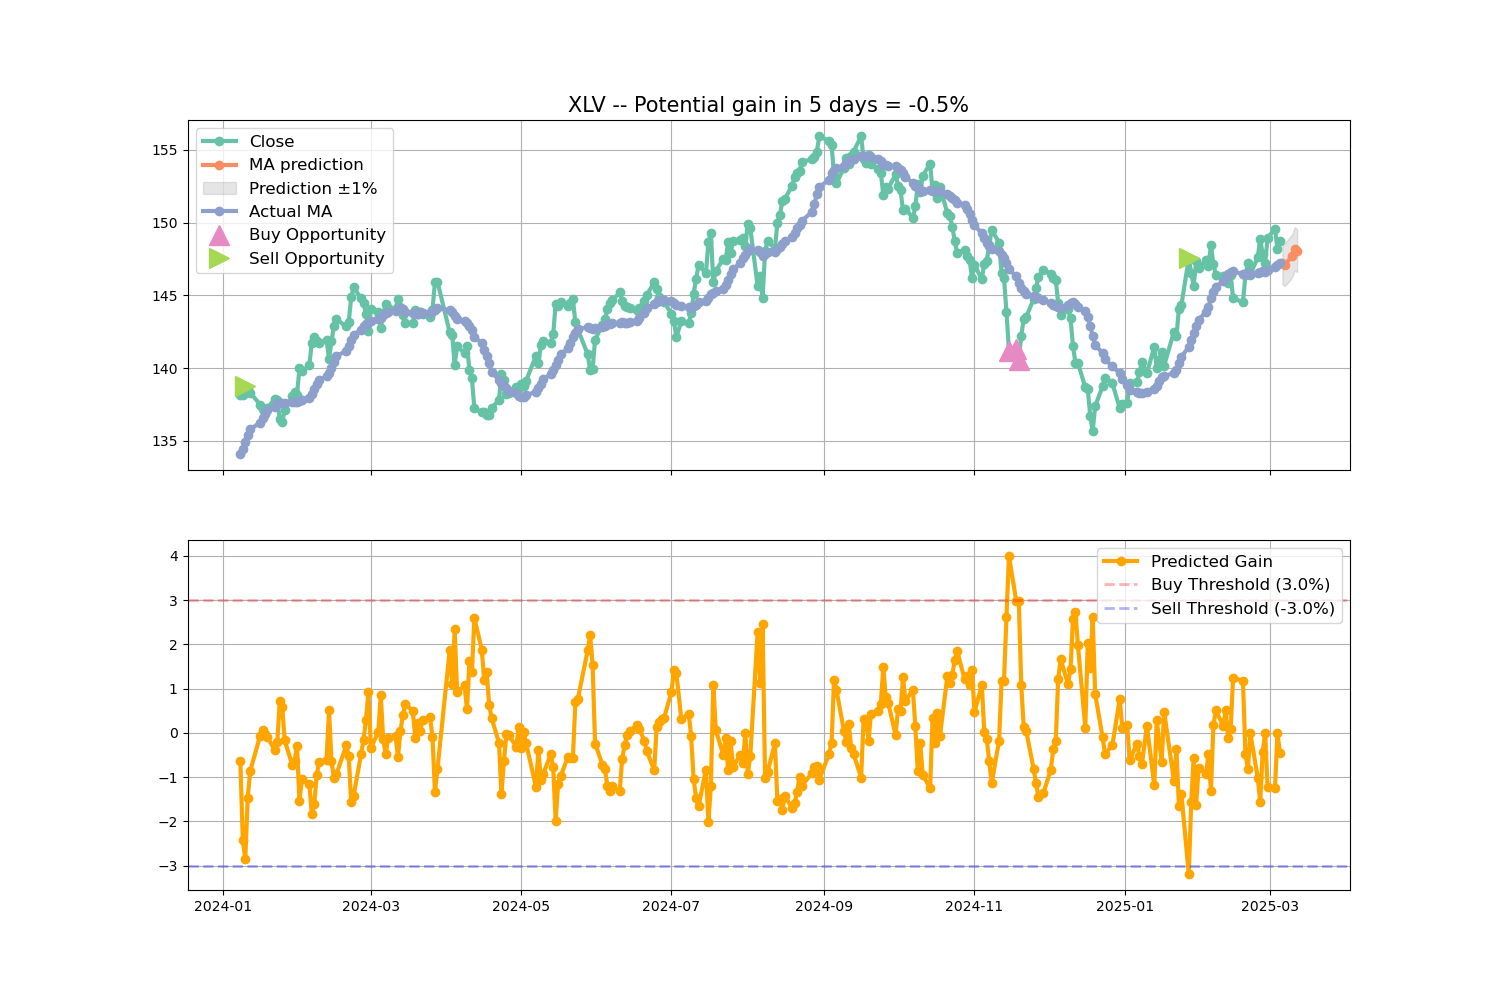 XLV -- Potential gain in 5 days = -0.5%
Close
MA prediction
Prediction ±1%
Actual MA
Buy Opportunity
Sell Opportunity
155
150
145
140
135
Predicted Gain
Buy Threshold (3.0%)
Sell Threshold (-3.0%)
4
3
2
1
0
−1
−2
−3
2024-01
2024-03
2024-05
2024-07
2024-09
2024-11
2025-01
2025-03